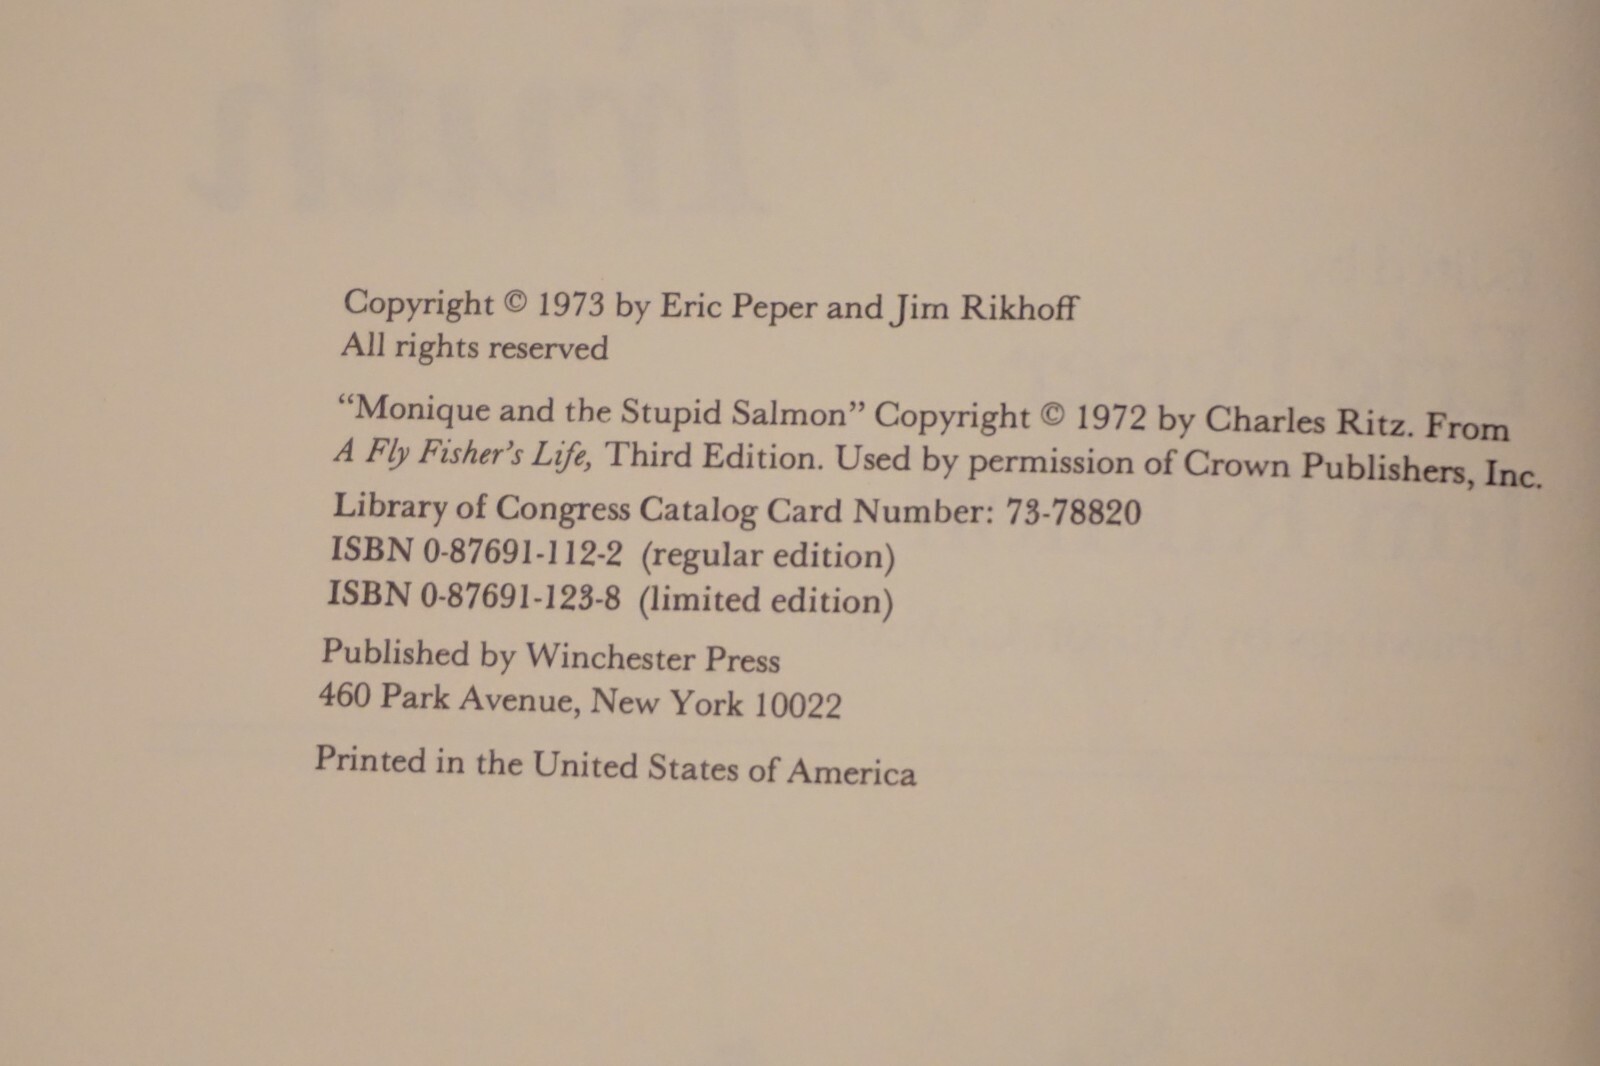 Copyright © 1973 by Eric Peper and Jim Rikhoff
All rights reserved
“Monique and the Stupid Salmon” Copyright © 1972 by Charles Ritz. From
A Fly Fisher’s Life, Third Edition. Used by permission of Crown Publishers, Inc.
Library of Congress Catalog Card Number: 73-78820
ISBN 0-87691-112-2 (regular edition)
ISBN 0-87691-123-8 (limited edition)
Published by Winchester Press
460 Park Avenue, New York 10022
Printed in the United States of America